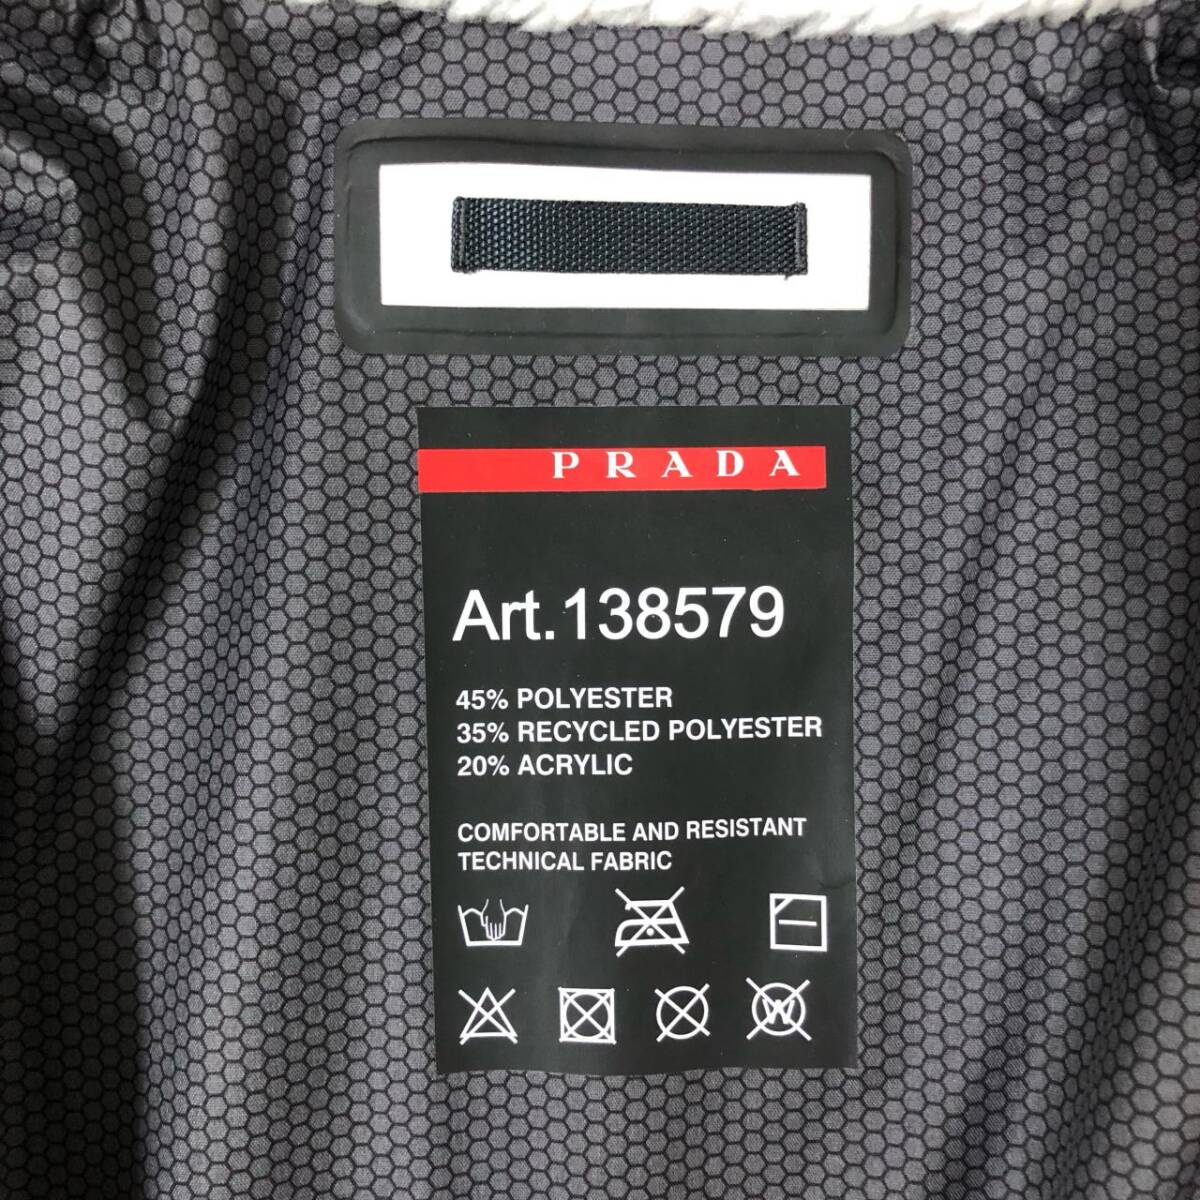 PRADA
Art.138579
45% POLYESTER
35% RECYCLED POLYESTER
20% ACRYLIC
COMFORTABLE AND RESISTANT
TECHNICAL FABRIC
W